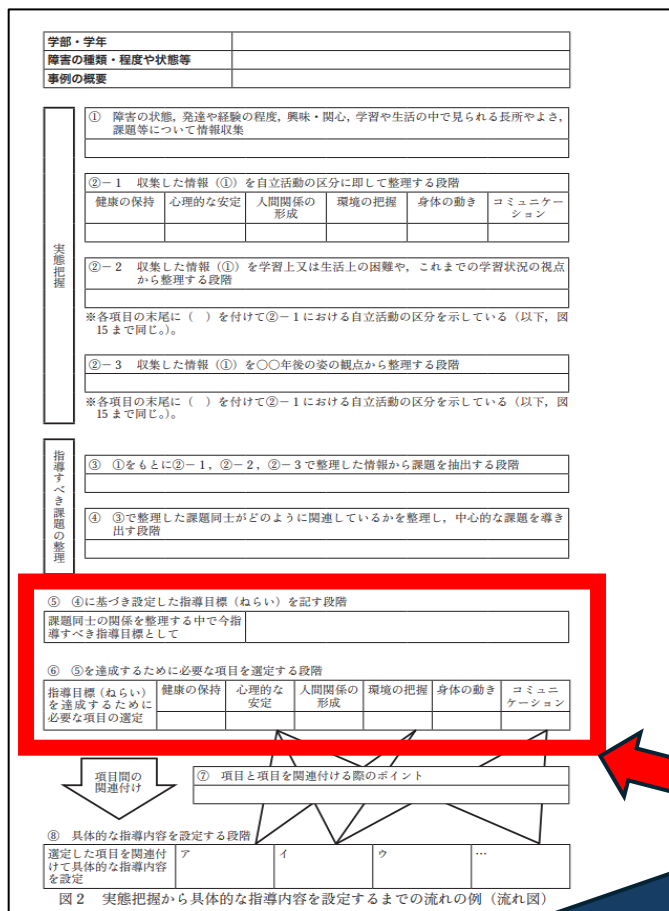 学部・学年
障害の種類・程度や状態等
事例の概要
実態把握
① 障害の状態，発達や経験の程度，興味・関心，学習や生活の中で見られる長所やよさ，
課題等について情報収集
②－１ 収集した情報（①）を自立活動の区分に即して整理する段階
健康の保持 心理的な安定 人間関係の 環境の把握 身体の動き コミュニケー
形成 ション
②－２ 収集した情報（①）を学習上又は生活上の困難や，これまでの学習状況の視点
から整理する段階
※各項目の末尾に（ ）を付けて②－１における自立活動の区分を示している（以下，図
15まで同じ。）。
②－３ 収集した情報（①）を○○年後の姿の観点から整理する段階
※各項目の末尾に（ ）を付けて②－１における自立活動の区分を示している（以下，図
15まで同じ。）。
指導すべき課題の整理
③ ①をもとに②－１，②－２，②－３で整理した情報から課題を抽出する段階
④ ③で整理した課題同士がどのように関連しているかを整理し，中心的な課題を導き
出す段階
⑤ ④に基づき設定した指導目標（ねらい）を記す段階
課題同士の関係を整理する中で今指
導すべき指導目標として
⑥ ⑤を達成するために必要な項目を選定する段階
指導目標（ねらい）
を達成するために
必要な項目の選定
健康の保持 心理的な 人間関係の 環境の把握 身体の動き コミュニ
安定 形成 ケーション
項目間の
関連付け
⑦ 項目と項目を関連付ける際のポイント
⑧ 具体的な指導内容を設定する段階
選定した項目を関連付
けて具体的な指導内容
を設定
ア イ ウ …
図２ 実態把握から具体的な指導内容を設定するまでの流れの例（流れ図）